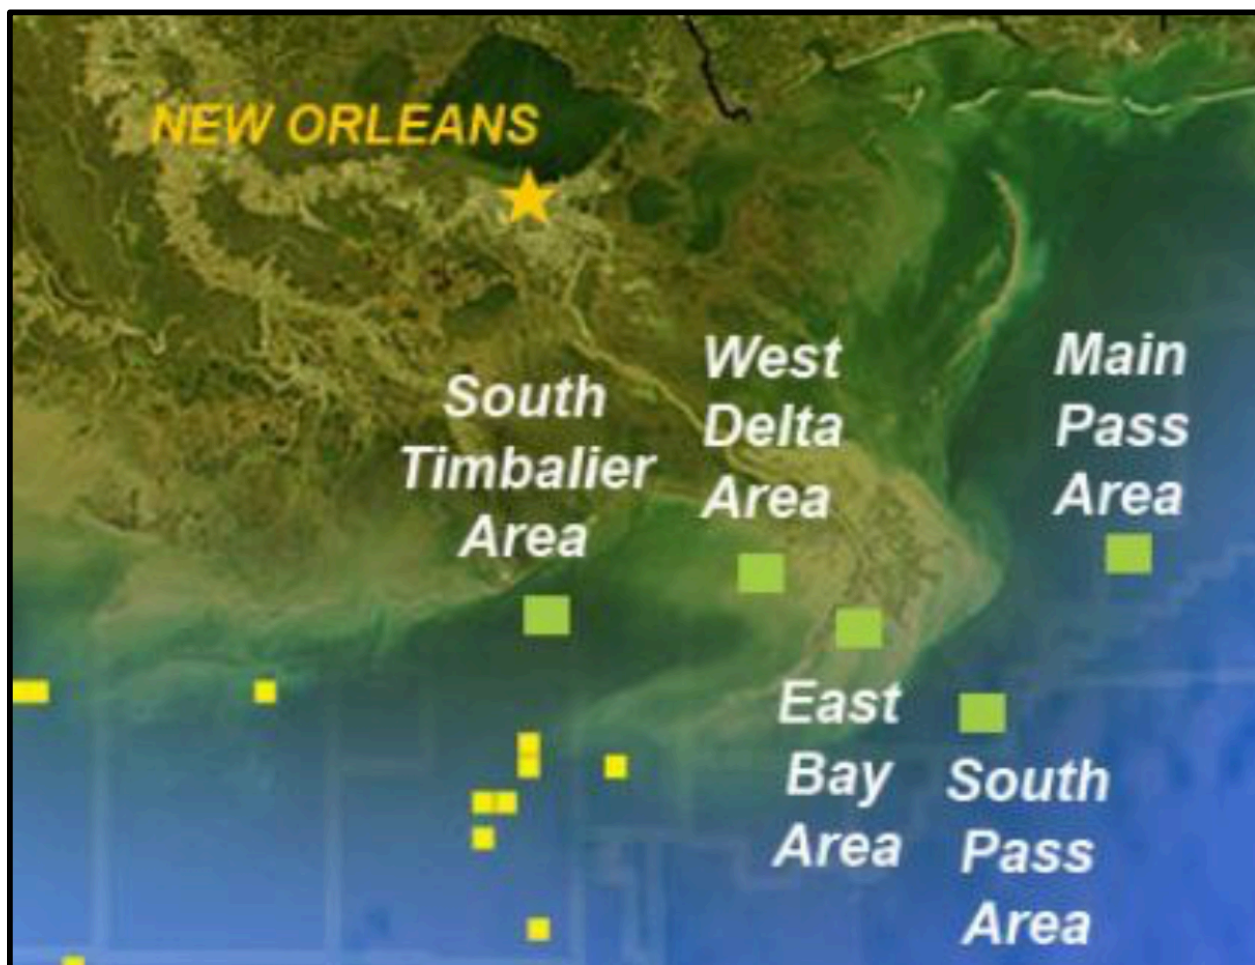 NEW ORLEANS
South
Timbalier
Area
West
Delta
Area
Main
Pass
Area
East
Bay
Area
South
Pass
Area